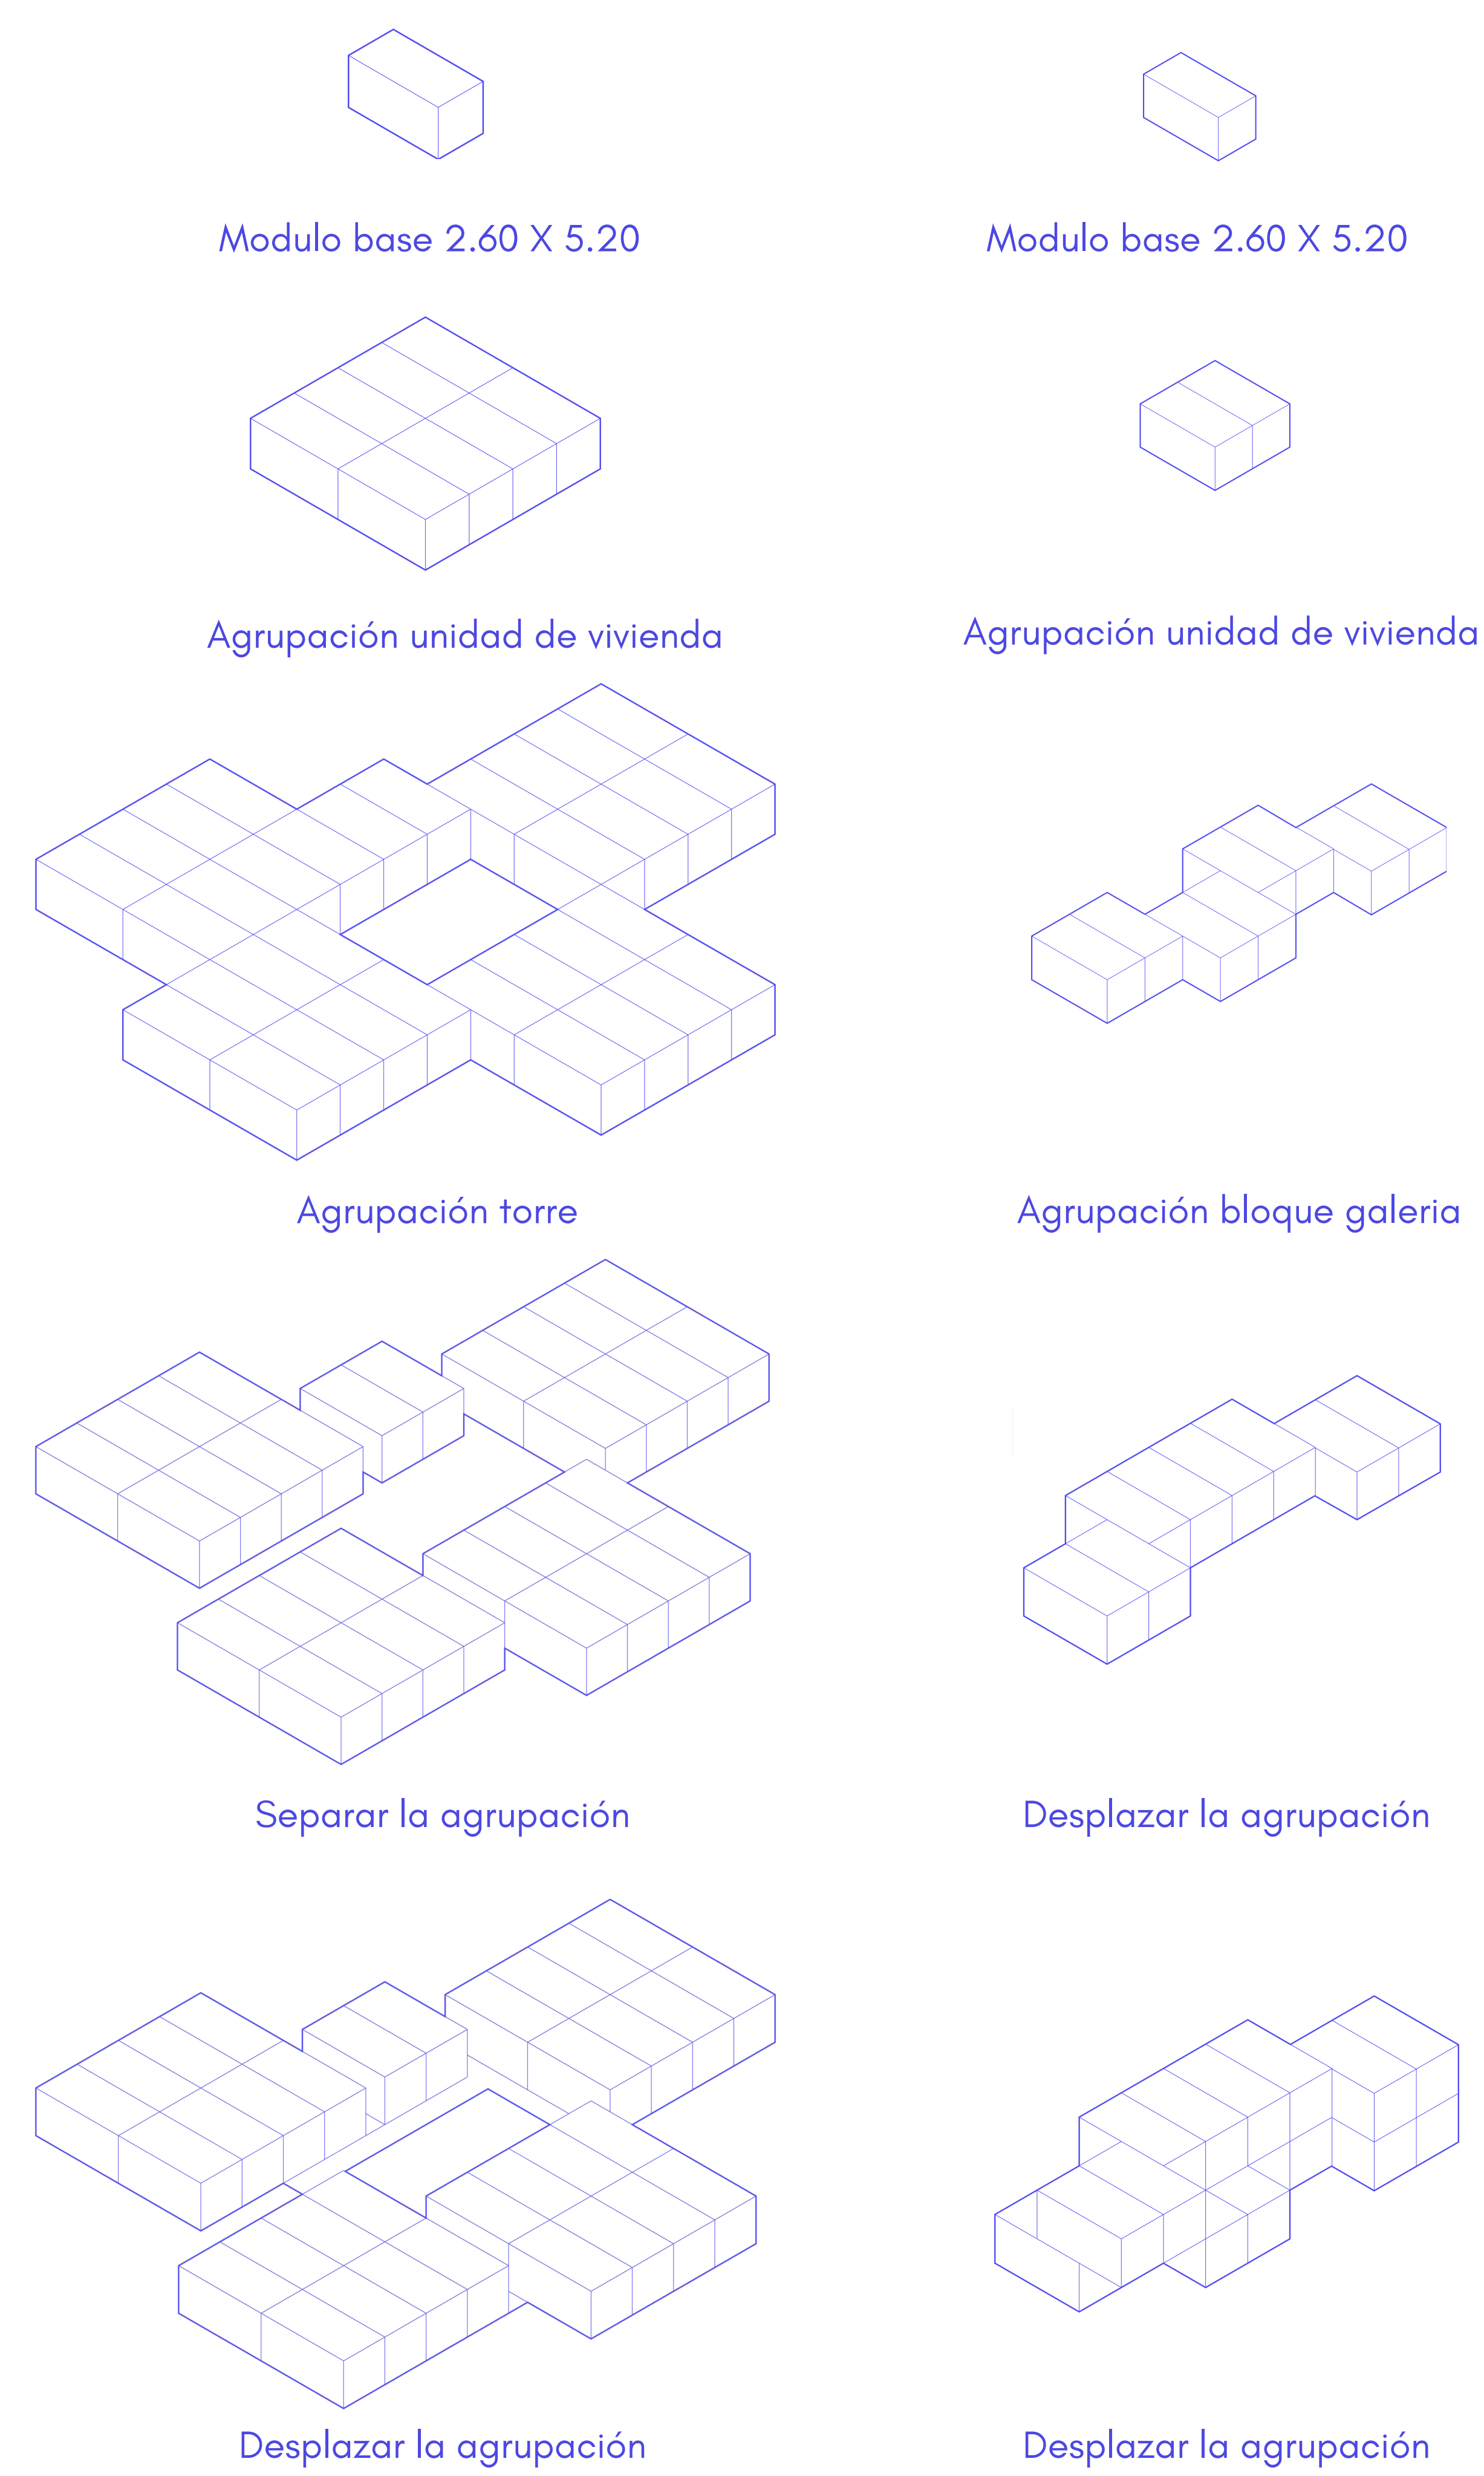 Modulo base 2.60 X 5.20
Modulo base 2.60 X 5.20
Agrupación unidad de vivienda
Agrupación unidad de vivienda
Agrupación torre
Agrupación bloque galeria
Separar la agrupación
Desplazar la agrupación
Desplazar la agrupación
Desplazar la agrupación